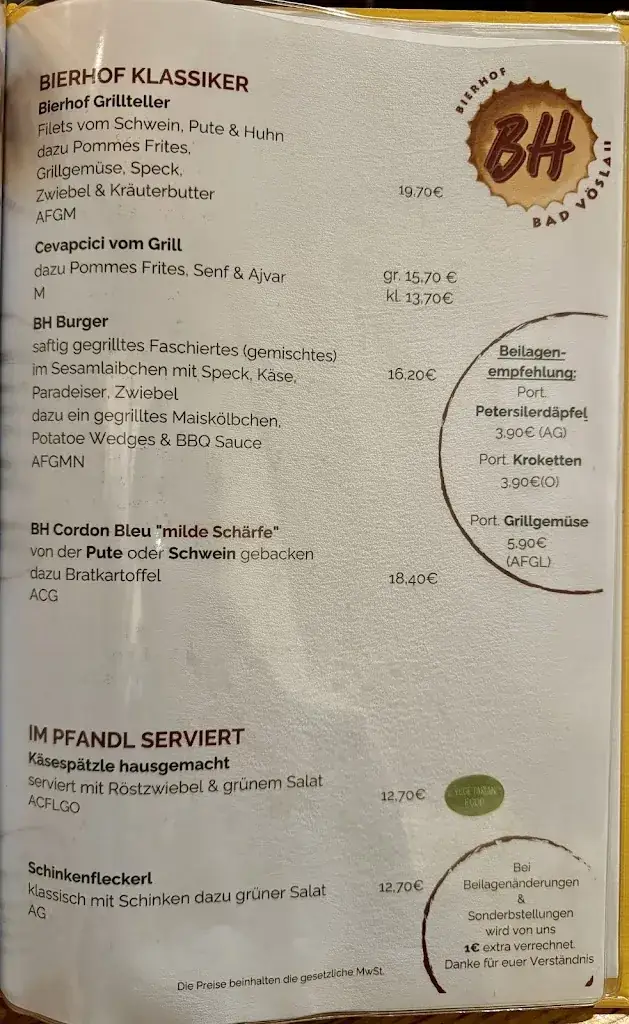 BIERHOF KLASSIKER
Bierhof Grillteller
Filets vom Schwein, Pute & Huhn
dazu Pommes Frites,
Grillgemüse, Speck,
Zwiebel & Kräuterbutter
19,70€
AFGM
Cevapcici vom Grill
dazu Pommes Frites, Senf & Ajvar
gr. 15,70 €
M
kl. 13,70€
BH Burger
saftig gegrilltes Faschiertes (gemischtes)
im Sesamlaibchen mit Speck, Käse,
16,20€
Paradeiser, Zwiebel
dazu ein gegrilltes Maiskölbchen,
Potatoe Wedges & BBQ Sauce
AFGMN
BH Cordon Bleu "milde Schärfe"
von der Pute oder Schwein gebacken
dazu Bratkartoffel
18,40€
ACG
BIERHOF
BH
BAD VÖSLAU
Beilagen-
empfehlung:
Port.
Petersilerdäpfel
3,90€ (AG)
Port. Kroketten
3,90€(O)
Port. Grillgemüse
5,90€
(AFGL)
IM PFANDL SERVIERT
Käsespätzle hausgemacht
serviert mit Röstzwiebel & grünem Salat
12,70€
ACFLGO
VEGETARIAN
FOOD
Schinkenfleckerl
klassisch mit Schinken dazu grüner Salat
12,70€
AG
Bei
Beilagenänderungen
&
Sonderbstellungen
wird von uns
1€ extra verrechnet.
Danke für euer Verständnis
Die Preise beinhalten die gesetzliche MwSt.